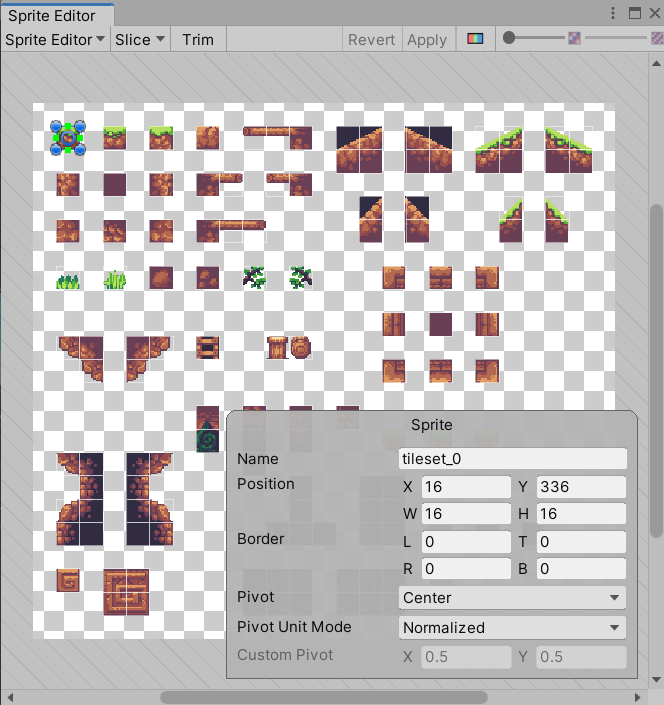 Sprite Editor
Sprite Editor Slice Trim Revert Apply
Sprite
Name tileset_0
Position X 16 Y 336
W 16 H 16
Border L 0 T 0
R 0 B 0
Pivot Center
Pivot Unit Mode Normalized
Custom Pivot X 0.5 Y 0.5